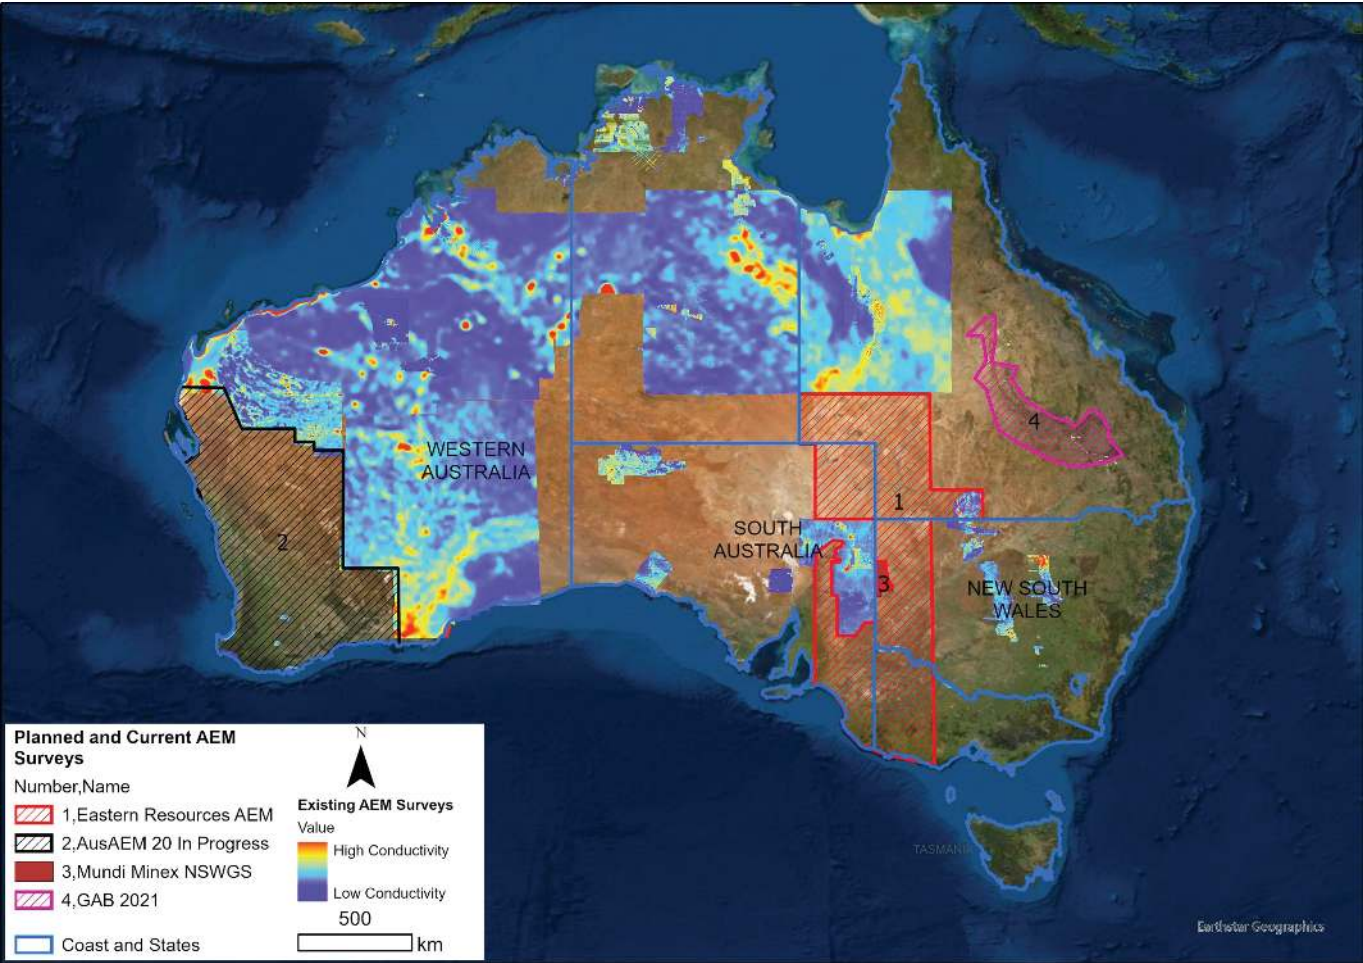 WESTERN
AUSTRALIA
4
1
2
SOUTH
AUSTRALIA
3
NEW SOUTH
WALES
TASMANIA
Earthstar Geographics
Planned and Current AEM
Surveys
Number,Name
1,Eastern Resources AEM
2,AusAEM 20 In Progress
3,Mundi Minex NSWGS
4,GAB 2021
Coast and States
N
Existing AEM Surveys
Value
High Conductivity
Low Conductivity
500
km